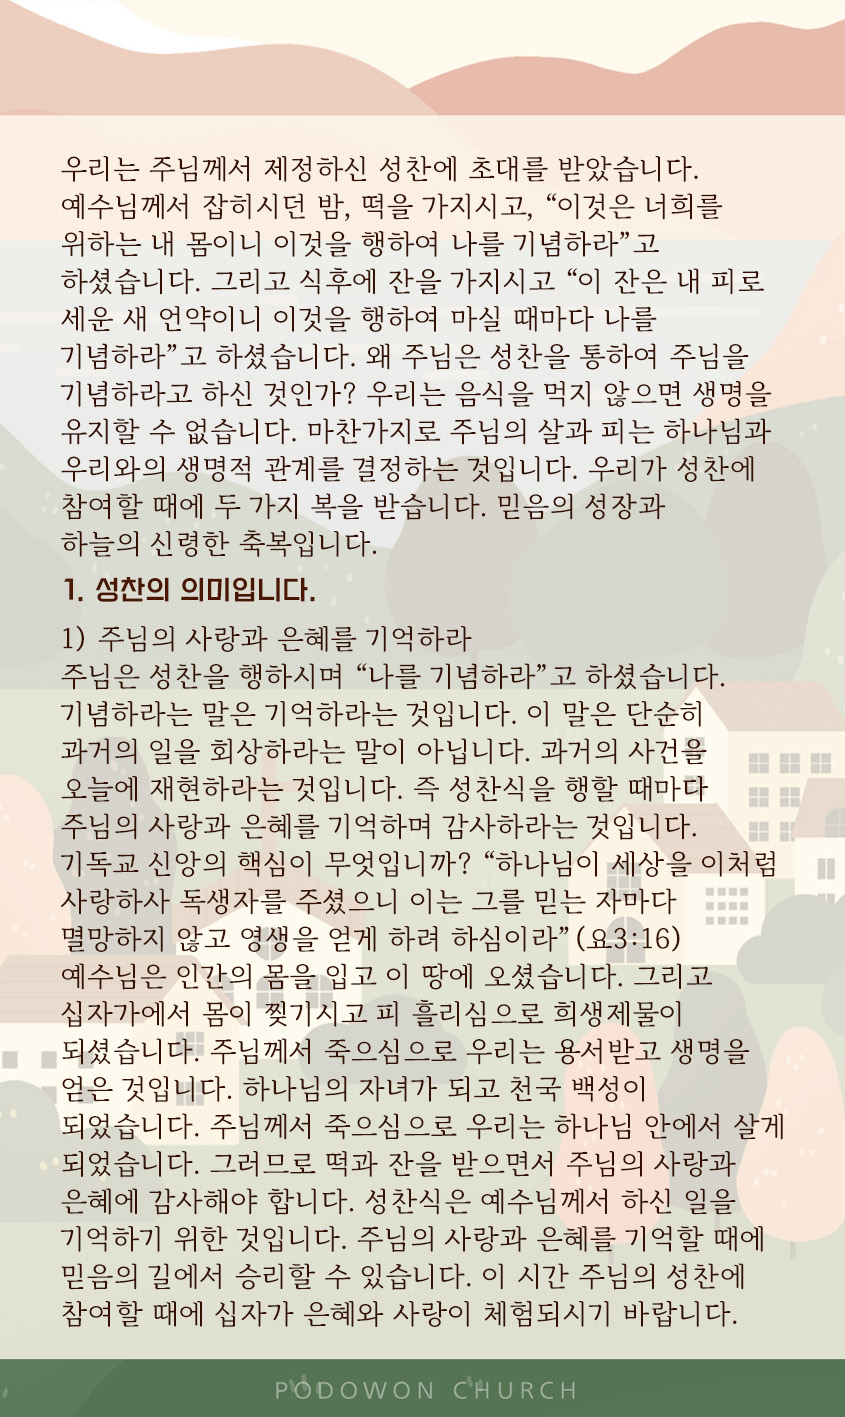 우리는 주님께서 제정하신 성찬에 초대를 받았습니다.
예수님께서 잡히시던 밤, 떡을 가지시고, “이것은 너희를
위하는 내 몸이니 이것을 행하여 나를 기념하라”고
하셨습니다. 그리고 식후에 잔을 가지시고 “이 잔은 내 피로
세운 새 언약이니 이것을 행하여 마실 때마다 나를
기념하라”고 하셨습니다. 왜 주님은 성찬을 통하여 주님을
기념하라고 하신 것인가? 우리는 음식을 먹지 않으면 생명을
유지할 수 없습니다. 마찬가지로 주님의 살과 피는 하나님과
우리와의 생명적 관계를 결정하는 것입니다. 우리가 성찬에
참여할 때에 두 가지 복을 받습니다. 믿음의 성장과
하늘의 신령한 축복입니다.
1. 성찬의 의미입니다.
1) 주님의 사랑과 은혜를 기억하라
주님은 성찬을 행하시며 “나를 기념하라”고 하셨습니다.
기념하라는 말은 기억하라는 것입니다. 이 말은 단순히
과거의 일을 회상하라는 말이 아닙니다. 과거의 사건을
오늘에 재현하라는 것입니다. 즉 성찬식을 행할 때마다
주님의 사랑과 은혜를 기억하며 감사하라는 것입니다.
기독교 신앙의 핵심이 무엇입니까? “하나님이 세상을 이처럼
사랑하사 독생자를 주셨으니 이는 그를 믿는 자마다
멸망하지 않고 영생을 얻게 하려 하심이라”(요3:16)
예수님은 인간의 몸을 입고 이 땅에 오셨습니다. 그리고
십자가에서 몸이 찢기시고 피 흘리심으로 희생제물이
되셨습니다. 주님께서 죽으심으로 우리는 용서받고 생명을
얻은 것입니다. 하나님의 자녀가 되고 천국 백성이
되었습니다. 주님께서 죽으심으로 우리는 하나님 안에서 살게
되었습니다. 그러므로 떡과 잔을 받으면서 주님의 사랑과
은혜에 감사해야 합니다. 성찬식은 예수님께서 하신 일을
기억하기 위한 것입니다. 주님의 사랑과 은혜를 기억할 때에
믿음의 길에서 승리할 수 있습니다. 이 시간 주님의 성찬에
참여할 때에 십자가 은혜와 사랑이 체험되시기 바랍니다.
PODOWON CHURCH